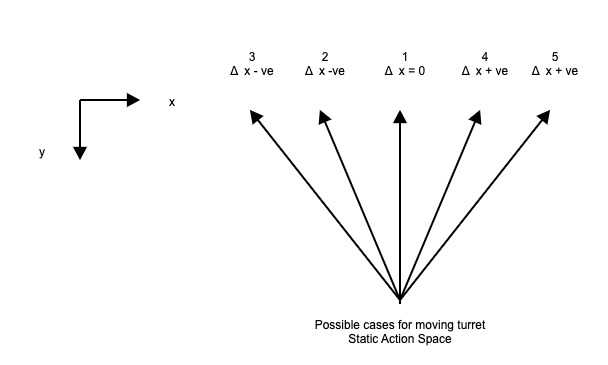 3 2 1 4 5
Δ x - ve Δ x -ve Δ x = 0 Δ x + ve Δ x + ve
x
y
Possible cases for moving turret
Static Action Space